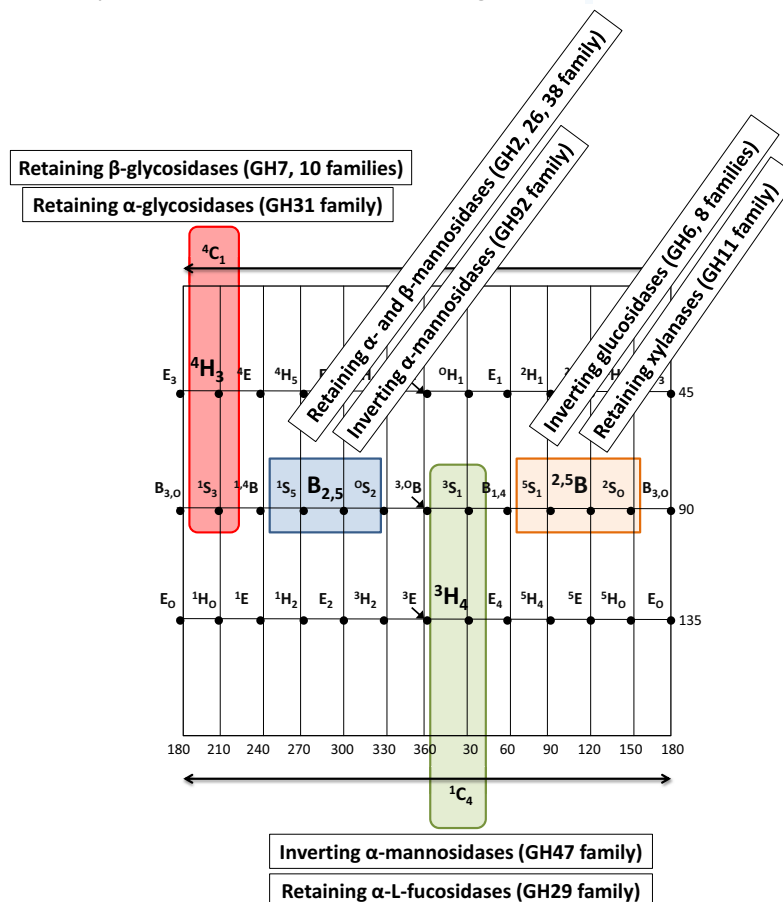 Retaining β-glycosidases (GH7, 10 families)
Retaining α-glycosidases (GH31 family)
Retaining α- and β-mannosidases (GH2, 26, 38 family)
Inverting α-mannosidases (GH92 family)
Inverting glucosidases (GH6, 8 families)
Retaining xylanases (GH11 family)
⁴C₁
E₃ ⁴H₃ ⁴E ⁴H₅ ᴼH₁ E₁ ²H₁ 45
B₃,O ¹S₃ ¹,⁴B ¹S₅ B₂,₅ ᴼS₂ ³,ᴼB ³S₁ B₁,₄ ⁵S₁ ²,⁵B ²Sₒ B₃,O 90
Eₒ ¹Hₒ ¹E ¹H₂ E₂ ³H₂ ³E ³H₄ E₄ ⁵H₄ ⁵E ⁵Hₒ Eₒ 135
180 210 240 270 300 330 360 30 60 90 120 150 180
¹C₄
Inverting α-mannosidases (GH47 family)
Retaining α-L-fucosidases (GH29 family)